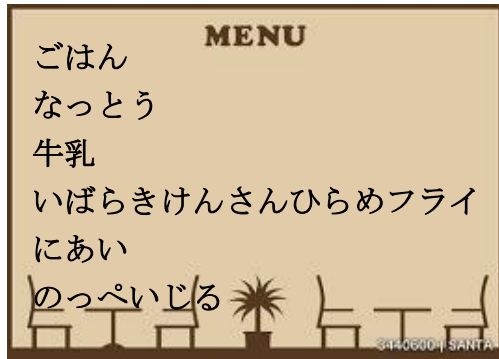 MENU
ごはん
なっとう
牛乳
いばらきけんさんひらめフライ
にあい
のっぺいじる
3440600 | SANTA